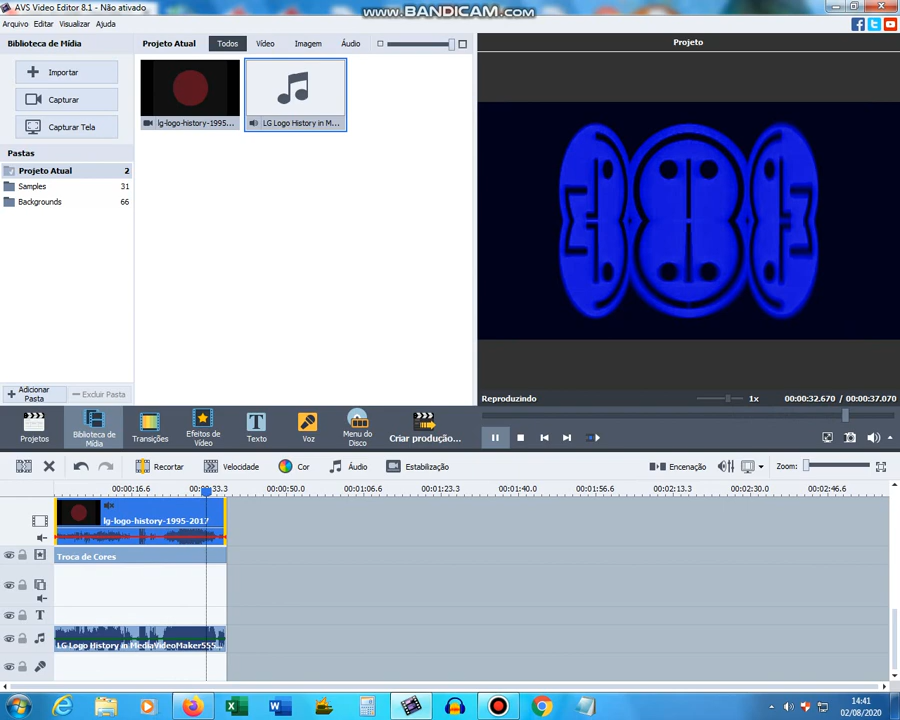 AVS Video Editor 8.1 - Não ativado
www.BANDICAM.com
Arquivo Editar Visualizar Ajuda
Biblioteca de Mídia
Projeto Atual Todos Vídeo Imagem Áudio
Projeto
Importar
Capturar
Capturar Tela
lg-logo-history-1995... LG Logo History in M...
Pastas
Projeto Atual 2
Samples 31
Backgrounds 66
Adicionar Pasta
Excluir Pasta
Reproduzindo 1x 00:00:32.670 / 00:00:37.070
Projetos
Biblioteca de Mídia
Transições
Efeitos de Vídeo
Texto
Voz
Menu do Disco
Criar produção...
Recortar Velocidade Cor Áudio Estabilização Encenação Zoom:
00:00:16.6 00:00:33.3 00:00:50.0 00:01:06.6 00:01:23.3 00:01:40.0 00:01:56.6 00:02:13.3 00:02:30.0 00:02:46.6
lg-logo-history-1995-2017
Troca de Cores
T
LG Logo History in MediaVideoMaker555...
14:41
02/08/2020